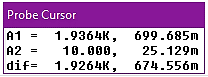 Probe Cursor
A1 = 1.9364K, 699.685m
A2 = 10.000, 25.129m
dif= 1.9264K, 674.556m